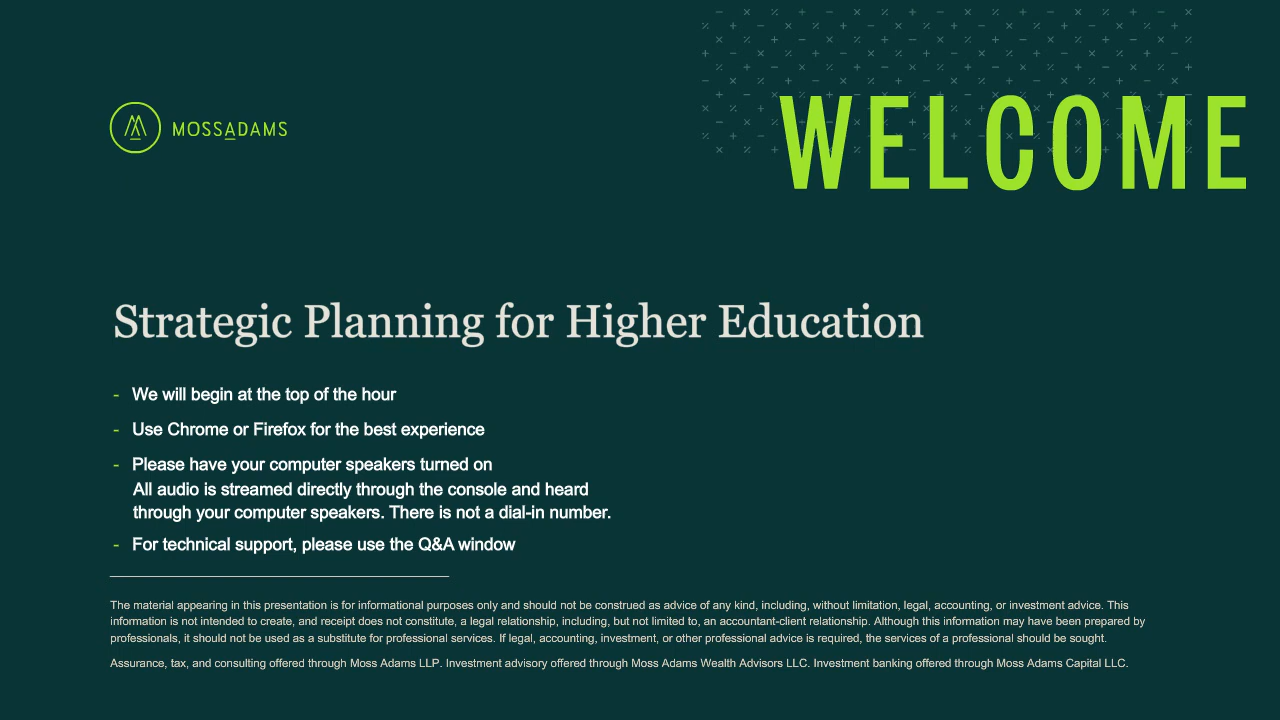 MOSSADAMS
WELCOME
Strategic Planning for Higher Education
- We will begin at the top of the hour
- Use Chrome or Firefox for the best experience
- Please have your computer speakers turned on
All audio is streamed directly through the console and heard
through your computer speakers. There is not a dial-in number.
- For technical support, please use the Q&A window
The material appearing in this presentation is for informational purposes only and should not be construed as advice of any kind, including, without limitation, legal, accounting, or investment advice. This
information is not intended to create, and receipt does not constitute, a legal relationship, including, but not limited to, an accountant-client relationship. Although this information may have been prepared by
professionals, it should not be used as a substitute for professional services. If legal, accounting, investment, or other professional advice is required, the services of a professional should be sought.
Assurance, tax, and consulting offered through Moss Adams LLP. Investment advisory offered through Moss Adams Wealth Advisors LLC. Investment banking offered through Moss Adams Capital LLC.